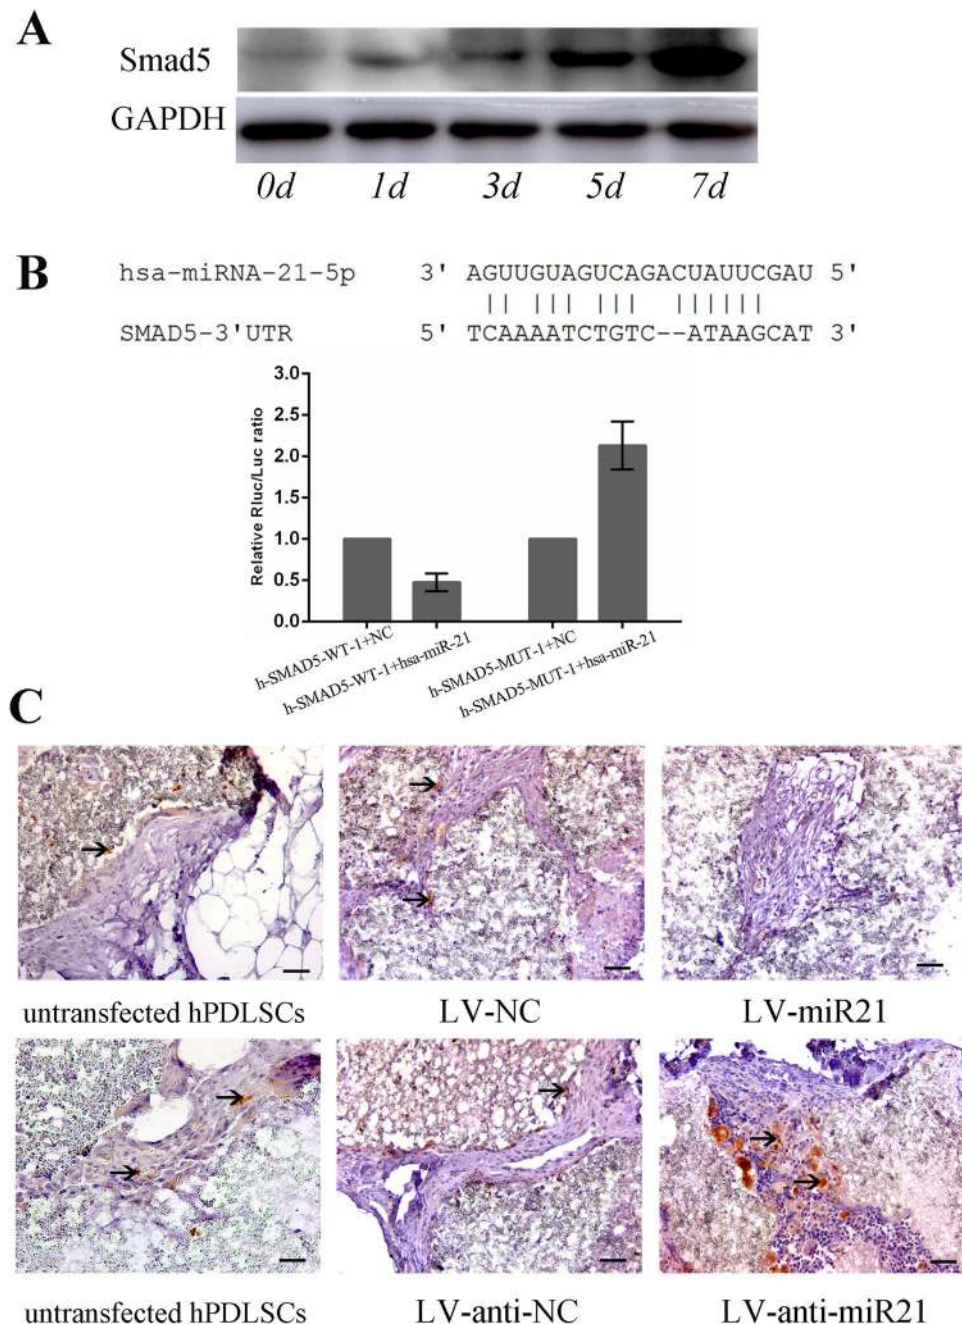 A
Smad5
GAPDH
0d 1d 3d 5d 7d
B
hsa-miRNA-21-5p 3' AGUUGUAGUCAGACUAUUCGAU 5'
|| ||| ||| ||||||
SMAD5-3'UTR 5' TCAAAATCTGTC--ATAAGCAT 3'
Relative Rluc/Luc ratio
3.0
2.5
2.0
1.5
1.0
0.5
0.0
h-SMAD5-WT-1+NC
h-SMAD5-WT-1+hsa-miR-21
h-SMAD5-MUT-1+NC
h-SMAD5-MUT-1+hsa-miR-21
C
untransfected hPDLSCs LV-NC LV-miR21
untransfected hPDLSCs LV-anti-NC LV-anti-miR21